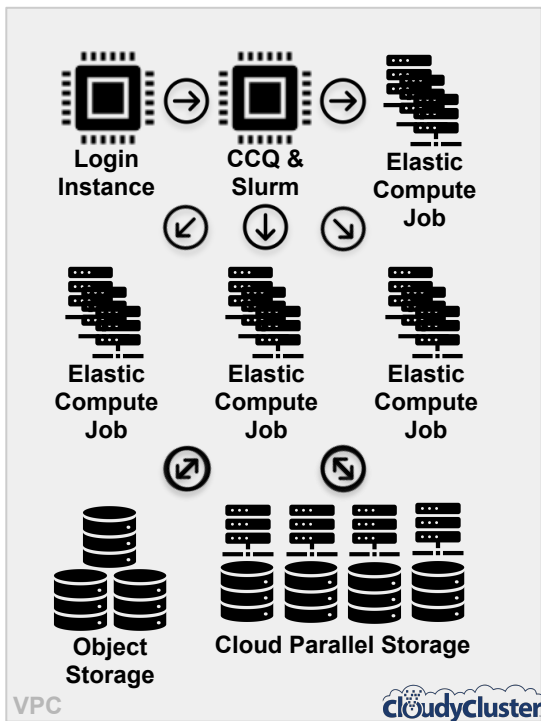 Login
Instance
CCQ &
Slurm
Elastic
Compute
Job
Elastic
Compute
Job
Elastic
Compute
Job
Elastic
Compute
Job
Object
Storage
Cloud Parallel Storage
VPC
CloudyCluster